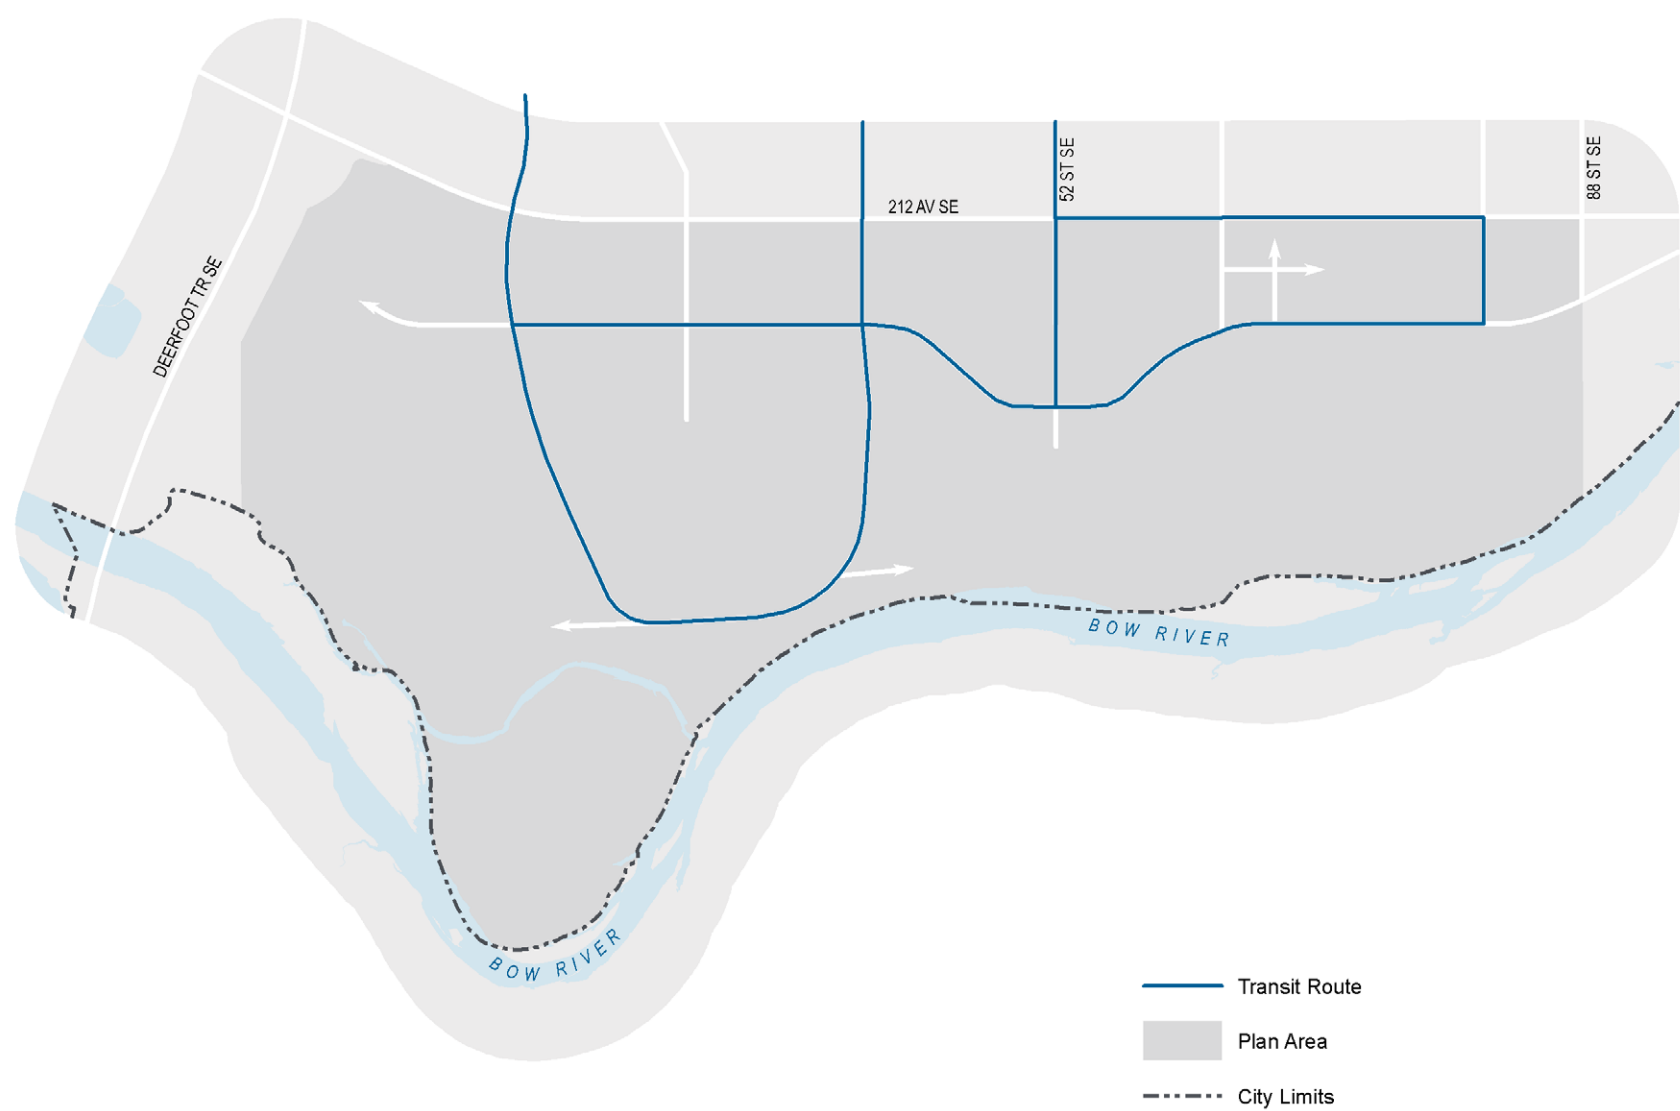 52 ST SE
88 ST SE
212 AV SE
DEERFOOT TR SE
BOW RIVER
BOW RIVER
Transit Route
Plan Area
City Limits